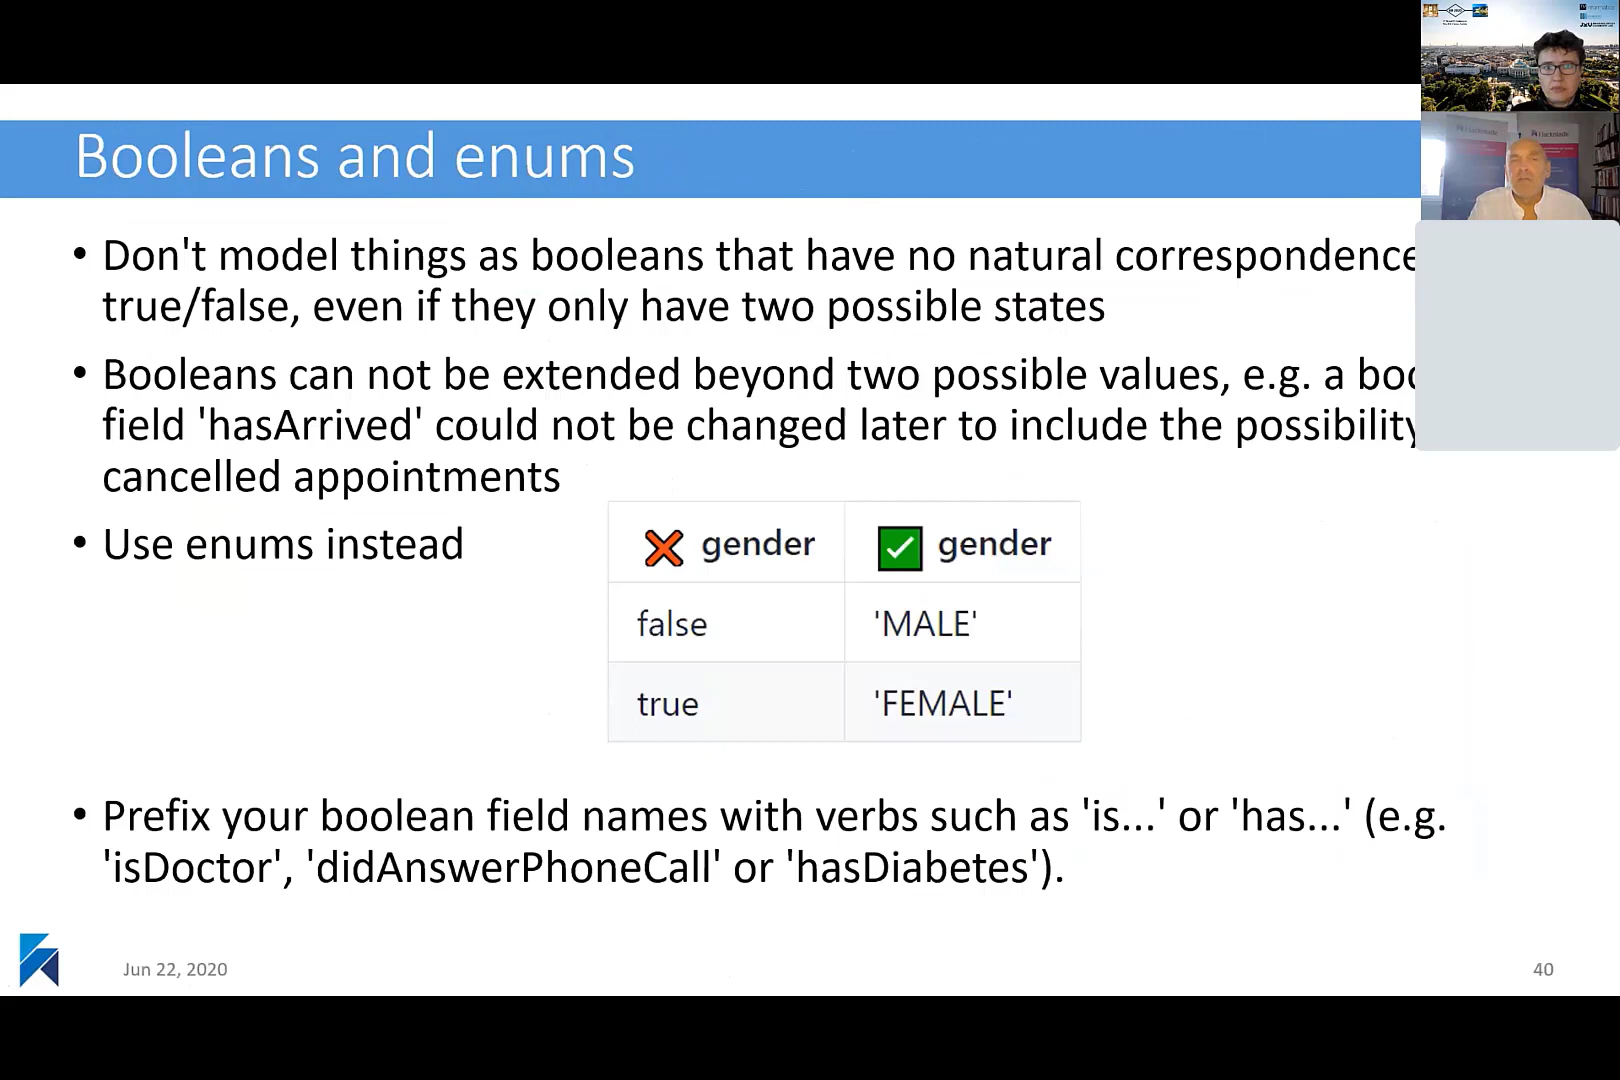 Booleans and enums
• Don't model things as booleans that have no natural correspondence
true/false, even if they only have two possible states
• Booleans can not be extended beyond two possible values, e.g. a
field 'hasArrived' could not be changed later to include the possibility
cancelled appointments
• Use enums instead
gender gender
false 'MALE'
true 'FEMALE'
• Prefix your boolean field names with verbs such as 'is...' or 'has...' (e.g.
'isDoctor', 'didAnswerPhoneCall' or 'hasDiabetes').
Jun 22, 2020
40